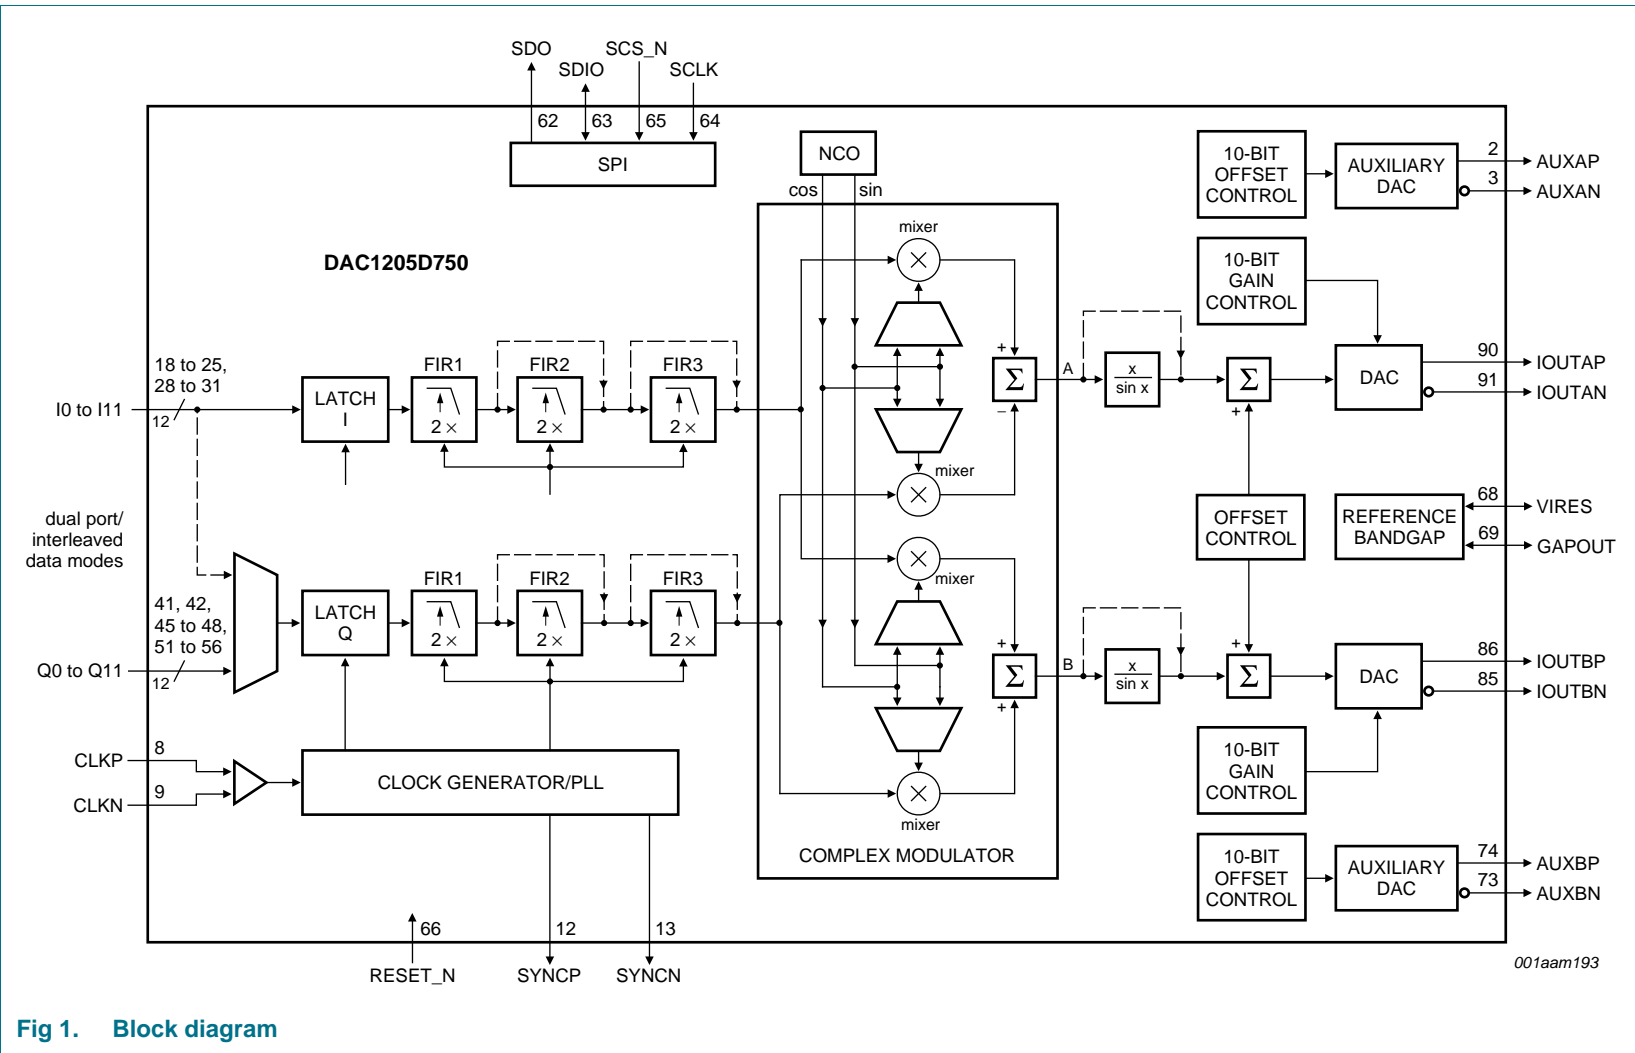 SDO
SDIO
SCS_N
SCLK
62
63
65
64
SPI
NCO
cos
sin
DAC1205D750
10-BIT
OFFSET
CONTROL
AUXILIARY
DAC
2
AUXAP
3
AUXAN
mixer
10-BIT
GAIN
CONTROL
18 to 25,
28 to 31
I0 to I11
12
LATCH
I
FIR1
2 ×
FIR2
2 ×
FIR3
2 ×
+
Σ
−
A
x
sin x
Σ
+
DAC
90
IOUTAP
91
IOUTAN
mixer
dual port/
interleaved
data modes
OFFSET
CONTROL
REFERENCE
BANDGAP
68
VIRES
69
GAPOUT
mixer
41, 42,
45 to 48,
51 to 56
Q0 to Q11
12
LATCH
Q
FIR1
2 ×
FIR2
2 ×
FIR3
2 ×
+
Σ
+
B
x
sin x
+
Σ
DAC
86
IOUTBP
85
IOUTBN
CLKP
8
CLKN
9
CLOCK GENERATOR/PLL
mixer
COMPLEX MODULATOR
10-BIT
GAIN
CONTROL
10-BIT
OFFSET
CONTROL
AUXILIARY
DAC
74
AUXBP
73
AUXBN
66
12
13
RESET_N
SYNCP
SYNCN
001aam193
Fig 1. Block diagram